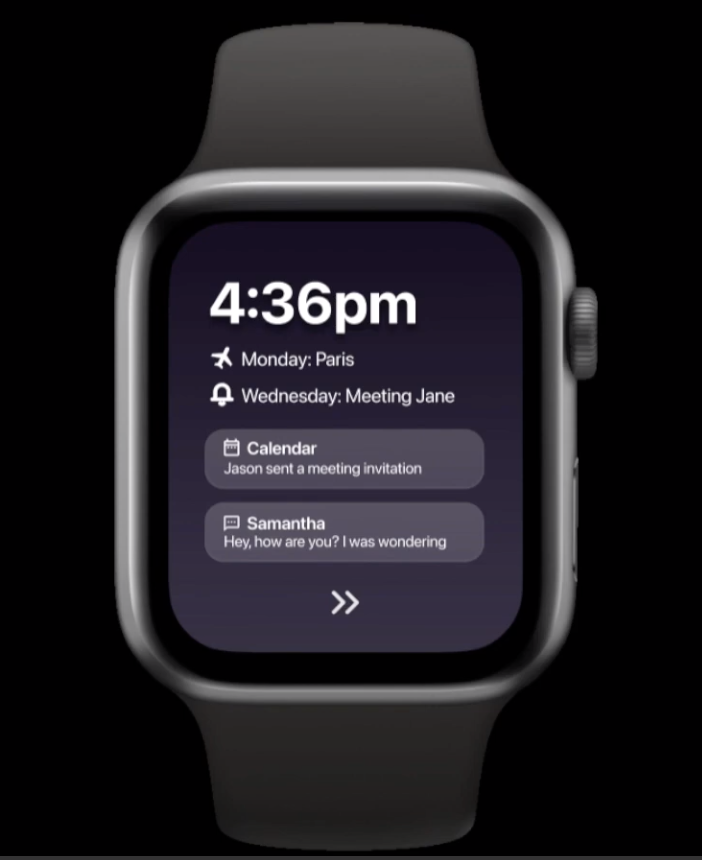 4:36pm
Monday: Paris
Wednesday: Meeting Jane
Calendar
Jason sent a meeting invitation
Samantha
Hey, how are you? I was wondering